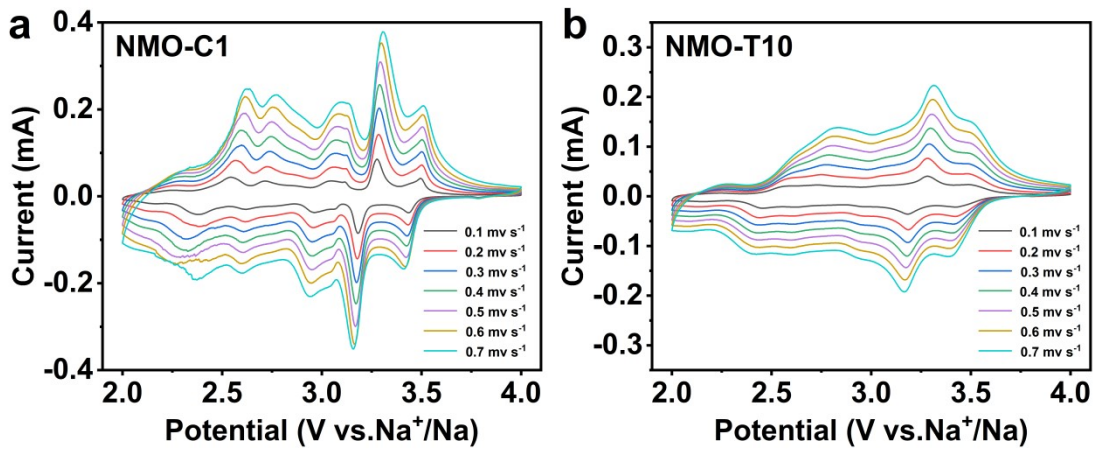 a
NMO-C1
0.4
0.2
0.0
-0.2
-0.4
Current (mA)
0.1 mv s⁻¹
0.2 mv s⁻¹
0.3 mv s⁻¹
0.4 mv s⁻¹
0.5 mv s⁻¹
0.6 mv s⁻¹
0.7 mv s⁻¹
2.0 2.5 3.0 3.5 4.0
Potential (V vs.Na⁺/Na)
b
NMO-T10
0.3
0.2
0.1
0.0
-0.1
-0.2
-0.3
Current (mA)
0.1 mv s⁻¹
0.2 mv s⁻¹
0.3 mv s⁻¹
0.4 mv s⁻¹
0.5 mv s⁻¹
0.6 mv s⁻¹
0.7 mv s⁻¹
2.0 2.5 3.0 3.5 4.0
Potential (V vs.Na⁺/Na)